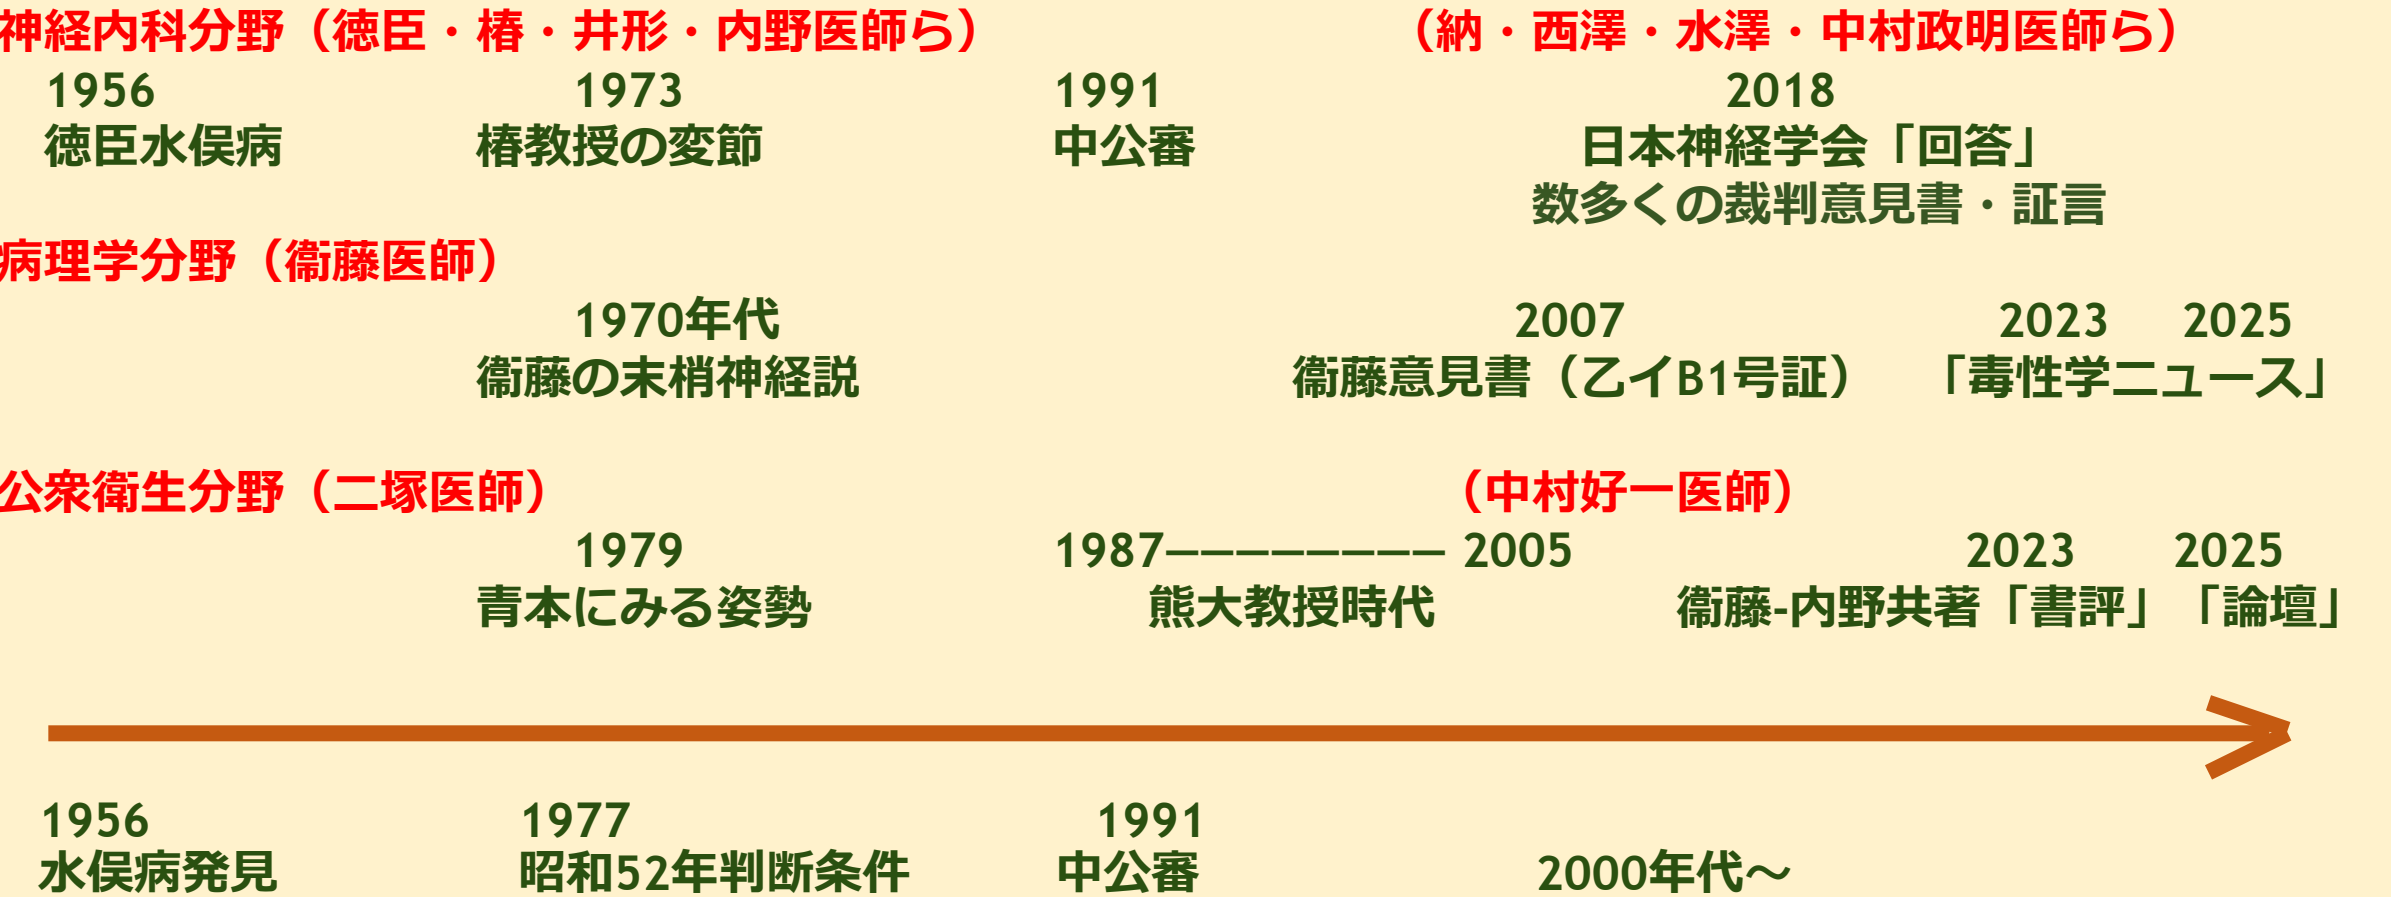 神経内科分野（徳臣・椿・井形・内野医師ら）　（納・西澤・水澤・中村政明医師ら）
1956　1973　1991　2018
徳臣水俣病　椿教授の変節　中公審　日本神経学会「回答」
数多くの裁判意見書・証言
病理学分野（衞藤医師）
1970年代　2007　2023　2025
衞藤の末梢神経説　衞藤意見書（乙イB1号証）　「毒性学ニュース」
公衆衛生分野（二塚医師）　（中村好一医師）
1979　1987———————— 2005　2023　2025
青本にみる姿勢　熊大教授時代　衞藤-内野共著「書評」　「論壇」
1956　1977　1991
水俣病発見　昭和52年判断条件　中公審　2000年代～